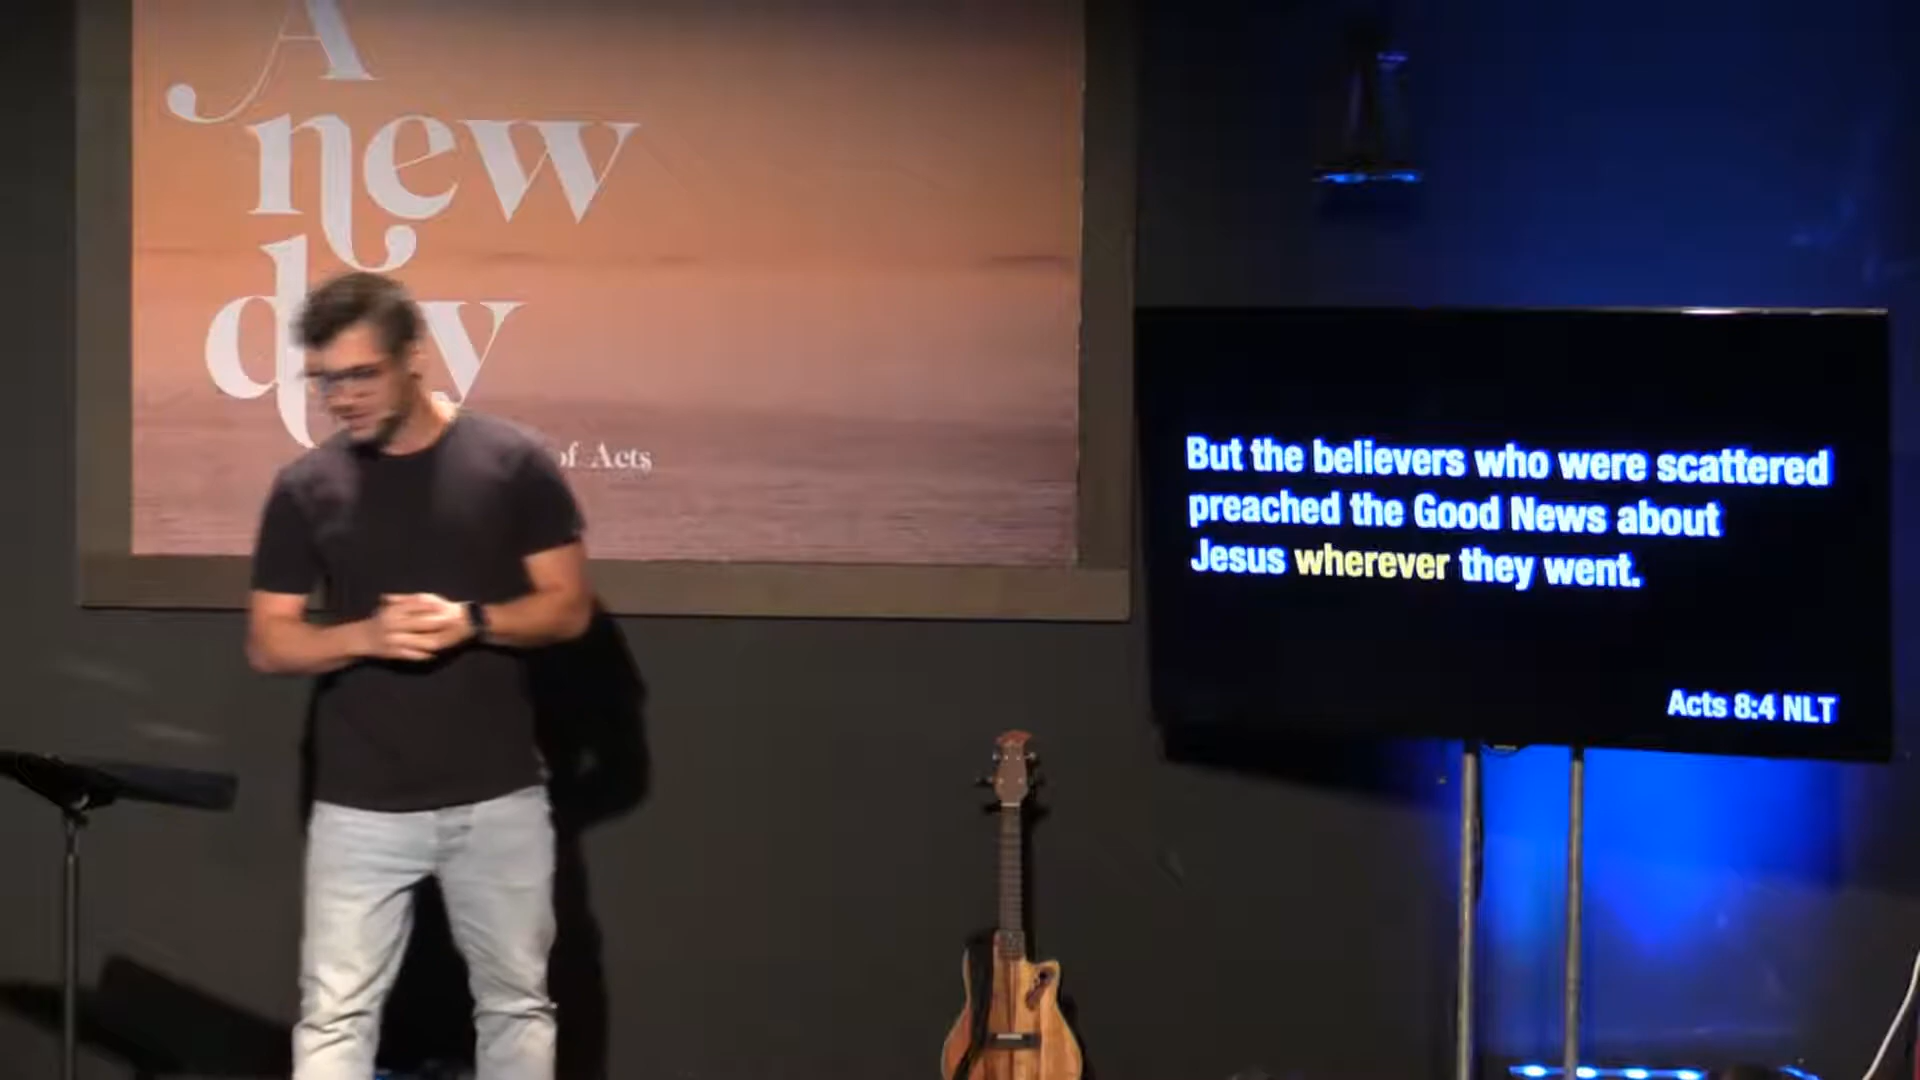 A
new
day
of Acts
But the believers who were scattered
preached the Good News about
Jesus wherever they went.
Acts 8:4 NLT